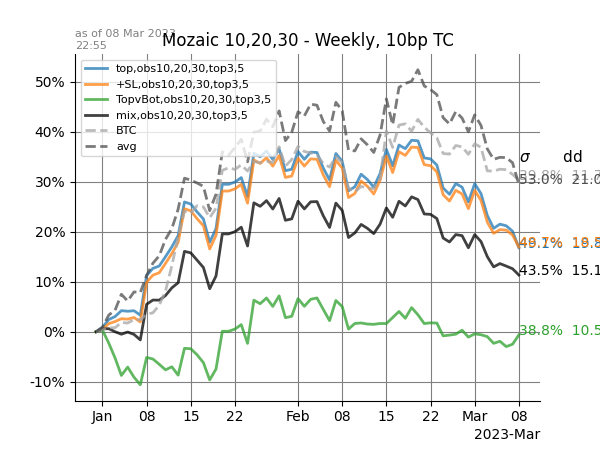 as of 08 Mar 2023
22:55
Mozaic 10,20,30 - Weekly, 10bp TC
top,obs10,20,30,top3,5
+SL,obs10,20,30,top3,5
TopvBot,obs10,20,30,top3,5
mix,obs10,20,30,top3,5
BTC
avg
50%
40%
30%
20%
10%
0%
-10%
σ dd
53.0% 21.0
43.5% 15.1
38.8% 10.5
Jan 08 15 22 Feb 08 15 22 Mar 08
2023-Mar